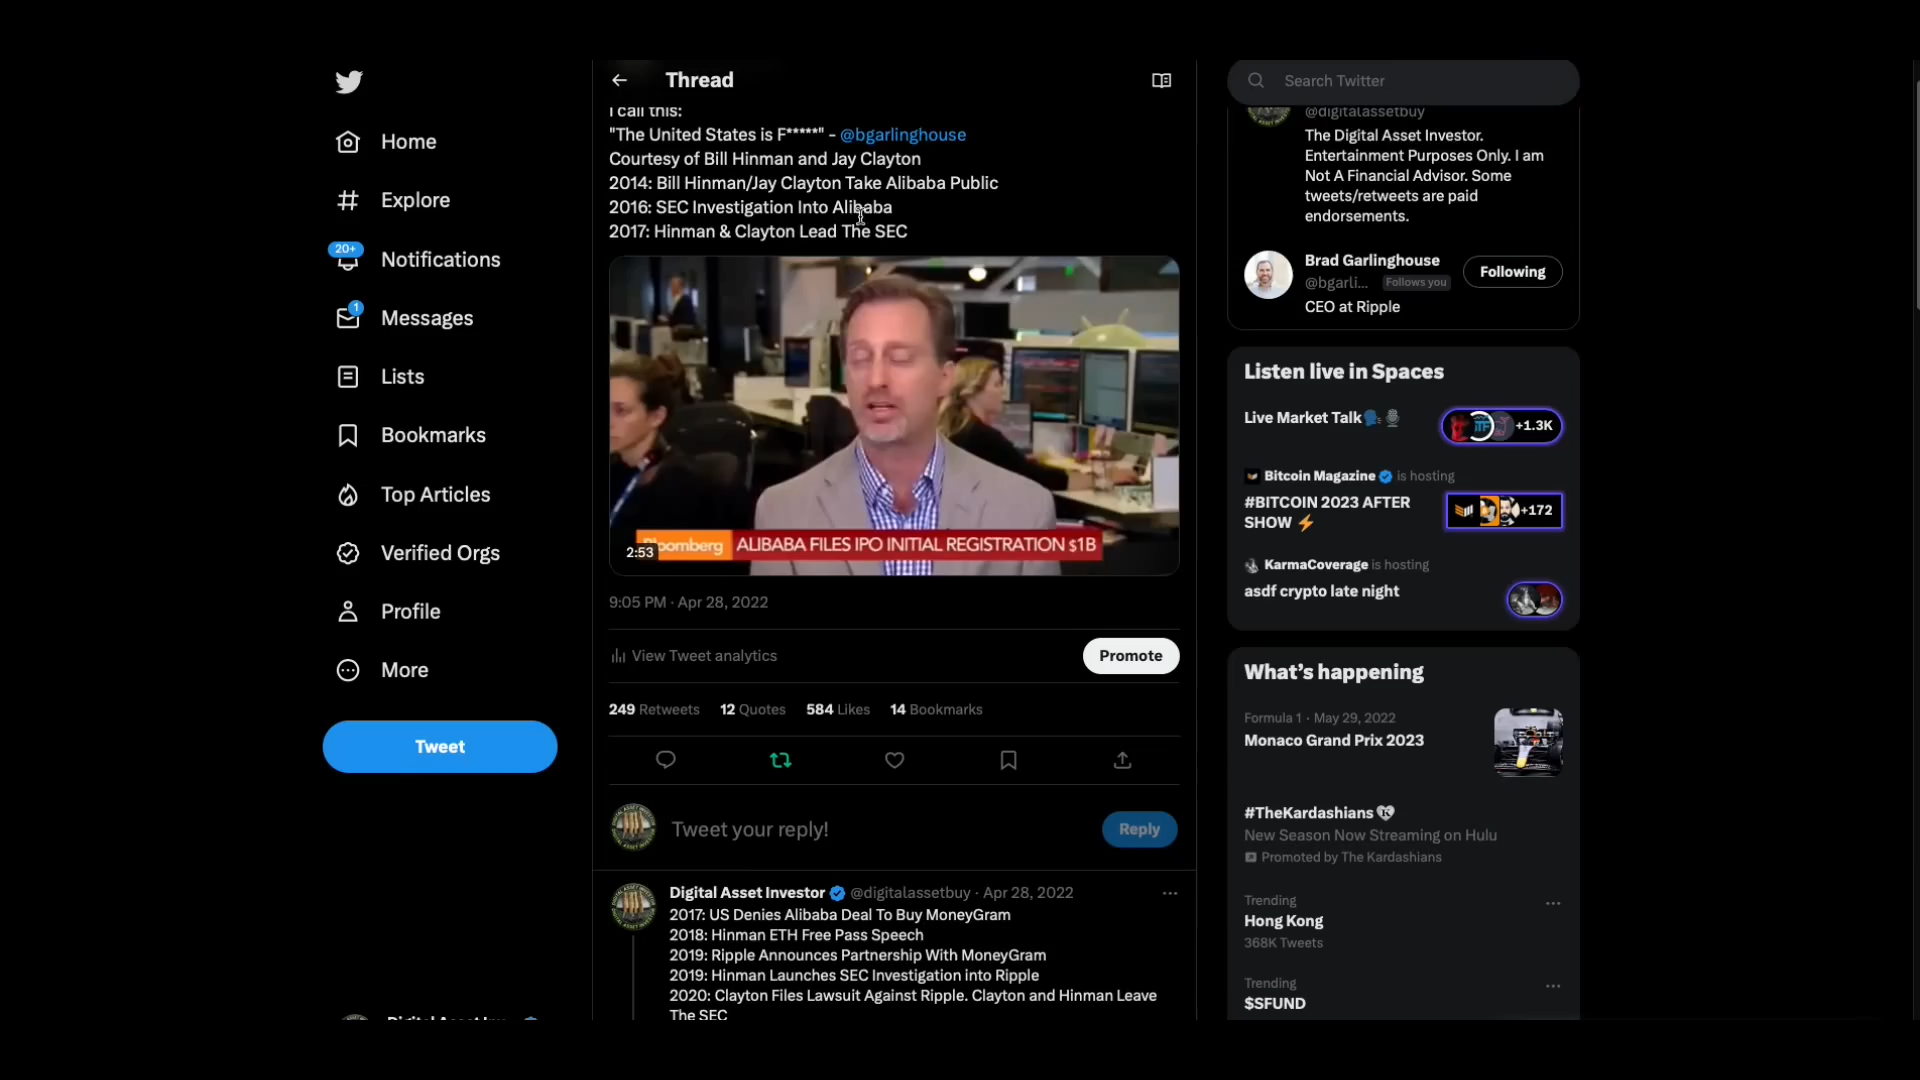 Home
Explore
20+
Notifications
1
Messages
Lists
Bookmarks
Top Articles
Verified Orgs
Profile
More
Tweet
Thread
I call this:
"The United States is F*****" - @bgarlinghouse
Courtesy of Bill Hinman and Jay Clayton
2014: Bill Hinman/Jay Clayton Take Alibaba Public
2016: SEC Investigation Into Alibaba
2017: Hinman & Clayton Lead The SEC
2:53
Bloomberg ALIBABA FILES IPO INITIAL REGISTRATION $1B
9:05 PM · Apr 28, 2022
View Tweet analytics
Promote
249 Retweets 12 Quotes 584 Likes 14 Bookmarks
Tweet your reply!
Reply
Digital Asset Investor @digitalassetbuy · Apr 28, 2022
2017: US Denies Alibaba Deal To Buy MoneyGram
2018: Hinman ETH Free Pass Speech
2019: Ripple Announces Partnership With MoneyGram
2019: Hinman Launches SEC Investigation into Ripple
2020: Clayton Files Lawsuit Against Ripple. Clayton and Hinman Leave
The SEC
Search Twitter
@digitalassetbuy
The Digital Asset Investor.
Entertainment Purposes Only. I am
Not A Financial Advisor. Some
tweets/retweets are paid
endorsements.
Brad Garlinghouse
@bgarli... Follows you
Following
CEO at Ripple
Listen live in Spaces
Live Market Talk
+1.3K
Bitcoin Magazine is hosting
#BITCOIN 2023 AFTER
SHOW
+172
KarmaCoverage is hosting
asdf crypto late night
What's happening
Formula 1 · May 29, 2022
Monaco Grand Prix 2023
#TheKardashians
New Season Now Streaming on Hulu
Promoted by The Kardashians
Trending
Hong Kong
368K Tweets
Trending
$SFUND